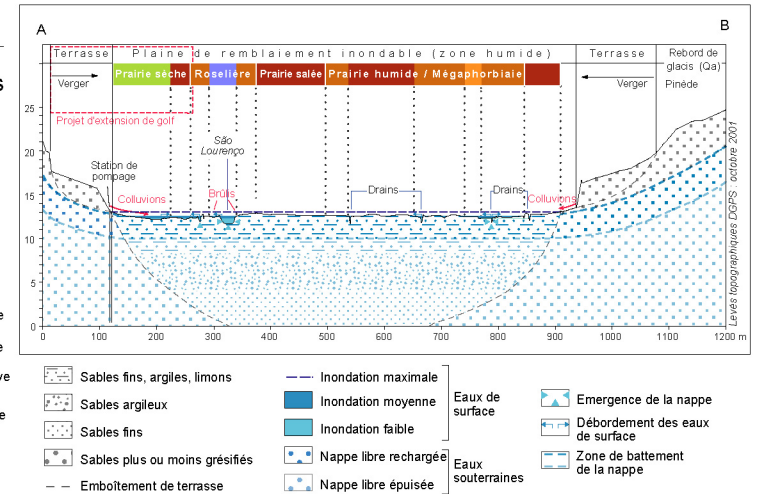 A
B
Terrasse
Plaine de remblaiement inondable (zone humide)
Terrasse
Rebord de
glacis (Qa)
Verger
Prairie sèche
Roselière
Prairie salée
Prairie humide / Mégaphorbiaie
Verger
Pinède
Projet d'extension de golf
São
Lourenço
Station de
pompage
Colluvions
Brûlis
Drains
Drains
Colluvions
25
20
15
10
5
0
0
100
200
300
400
500
600
700
800
900
1000
1100
1200 m
Levés topographiques DGPS : octobre 2001
s
e
e
ve
e
Sables fins, argiles, limons
Sables argileux
Sables fins
Sables plus ou moins grésifiés
Emboîtement de terrasse
Inondation maximale
Inondation moyenne
Inondation faible
Eaux de
surface
Nappe libre rechargée
Nappe libre épuisée
Eaux
souterraines
Emergence de la nappe
Débordement des eaux
de surface
Zone de battement
de la nappe